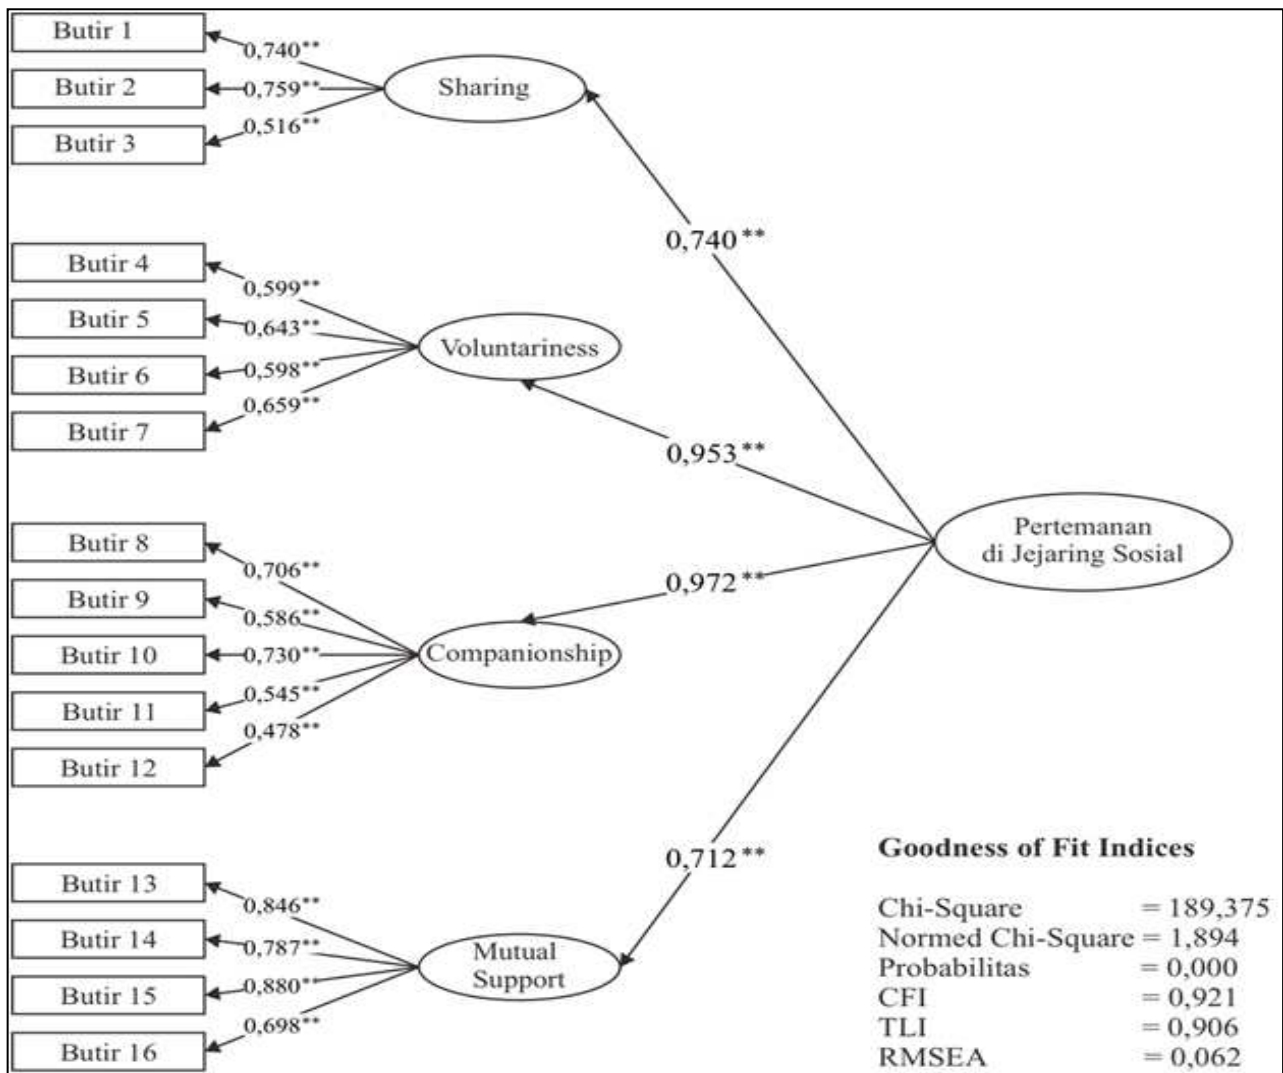 Butir 1
0,740**
Butir 2
0,759**
Sharing
Butir 3
0,516**
0,740**
Butir 4
0,599**
Butir 5
0,643**
Voluntariness
Butir 6
0,598**
Butir 7
0,659**
0,953**
Pertemanan
di Jejaring Sosial
Butir 8
0,706**
0,972**
Butir 9
0,586**
Butir 10
0,730**
Companionship
Butir 11
0,545**
Butir 12
0,478**
0,712**
Butir 13
0,846**
Butir 14
0,787**
Mutual
Support
Butir 15
0,880**
Butir 16
0,698**
Goodness of Fit Indices
Chi-Square = 189,375
Normed Chi-Square = 1,894
Probabilitas = 0,000
CFI = 0,921
TLI = 0,906
RMSEA = 0,062